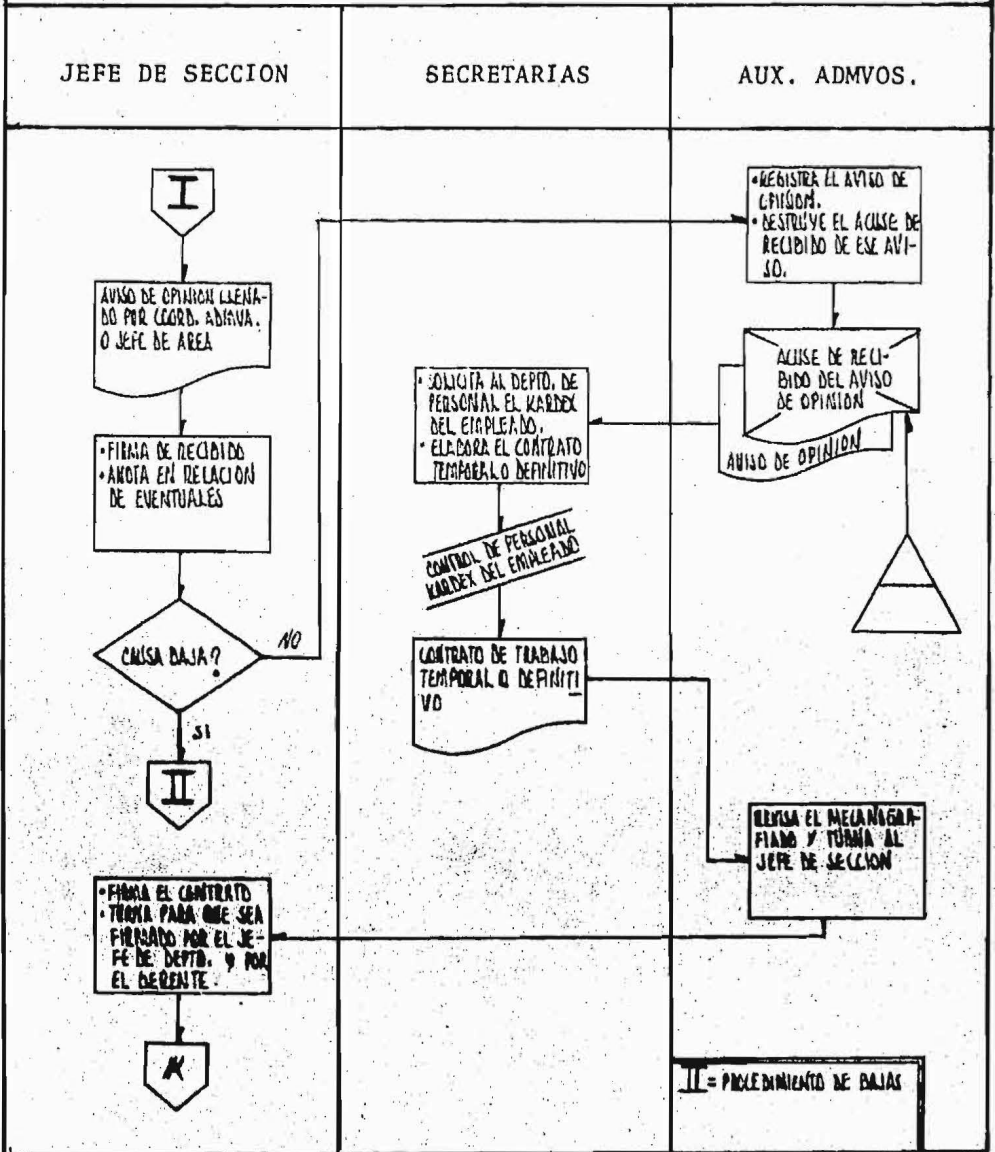 JEFE DE SECCION
SECRETARIAS
AUX. ADMVOS.
I
AVISO DE OPINION LLENA-
DO POR COORD. ADMVA.
O JEFE DE AREA
• FIRMA DE RECIBIDO
• ANOTA EN RELACION
DE EVENTUALES
CAUSA BAJA?
NO
SI
II
• FIRMA EL CONTRATO
• TURNA PARA QUE SEA
FIRMADO POR EL JE-
FE DE DEPTO. Y POR
EL GERENTE.
A
• SOLICITA AL DEPTO. DE
PERSONAL EL KARDEX
DEL EMPLEADO.
• ELABORA EL CONTRATO
TEMPORAL O DEFINITIVO
CONTROL DE PERSONAL
KARDEX DEL EMPLEADO
CONTRATO DE TRABAJO
TEMPORAL O DEFINITI
VO
• REGISTRA EL AVISO DE
OPINION.
• DESTRUYE EL ACUSE DE
RECIBIDO DE ESE AVI-
SO.
ACUSE DE RECI-
BIDO DEL AVISO
DE OPINION
AVISO DE OPINION
REVISA EL MECANOGRA-
FIADO Y TURNA AL
JEFE DE SECCION
II = PROCEDIMIENTO DE BAJAS